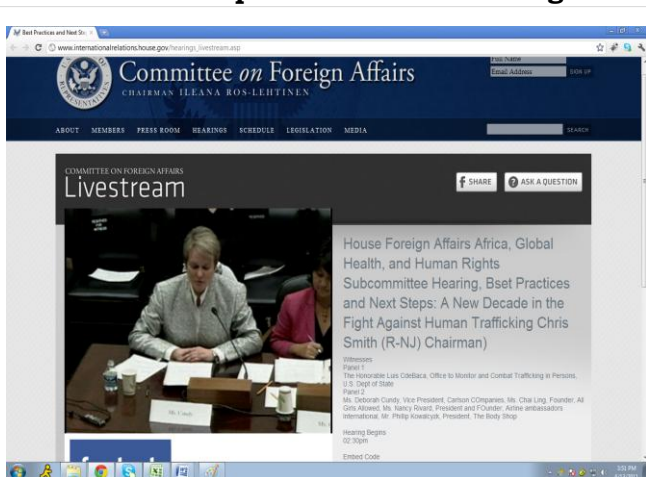 Best Practices and Next Ste
www.internationalrelations.house.gov/hearings_livestream.asp
Committee on Foreign Affairs
CHAIRMAN ILEANA ROS-LEHTINEN
Full Name
Email Address
SIGN UP
ABOUT MEMBERS PRESS ROOM HEARINGS SCHEDULE LEGISLATION MEDIA
SEARCH
COMMITTEE ON FOREIGN AFFAIRS
Livestream
SHARE
ASK A QUESTION
House Foreign Affairs Africa, Global
Health, and Human Rights
Subcommittee Hearing, Bset Practices
and Next Steps: A New Decade in the
Fight Against Human Trafficking Chris
Smith (R-NJ) Chairman)
Witnesses
Panel 1
The Honorable Luis CdeBaca, Office to Monitor and Combat Trafficking in Persons,
U.S. Dept of State
Panel 2
Ms. Deborah Cundy, Vice President, Carlson COmpanies, Ms. Chai Ling, Founder, All
Girls Allowed, Ms. Nancy Rivard, President and FOunder, Airline ambassadors
International, Mr. Philip Kowalczyk, President, The Body Shop
Hearing Begins
02:30pm
Embed Code
Ms. Cundy
3:51 PM